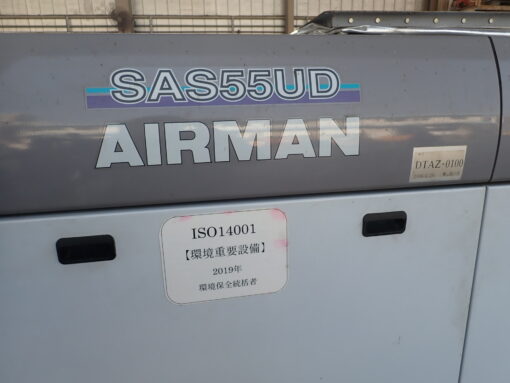 SAS55UD
AIRMAN
DTAZ-0100
ISO14001
【環境重要設備】
2019年
環境保全統括者